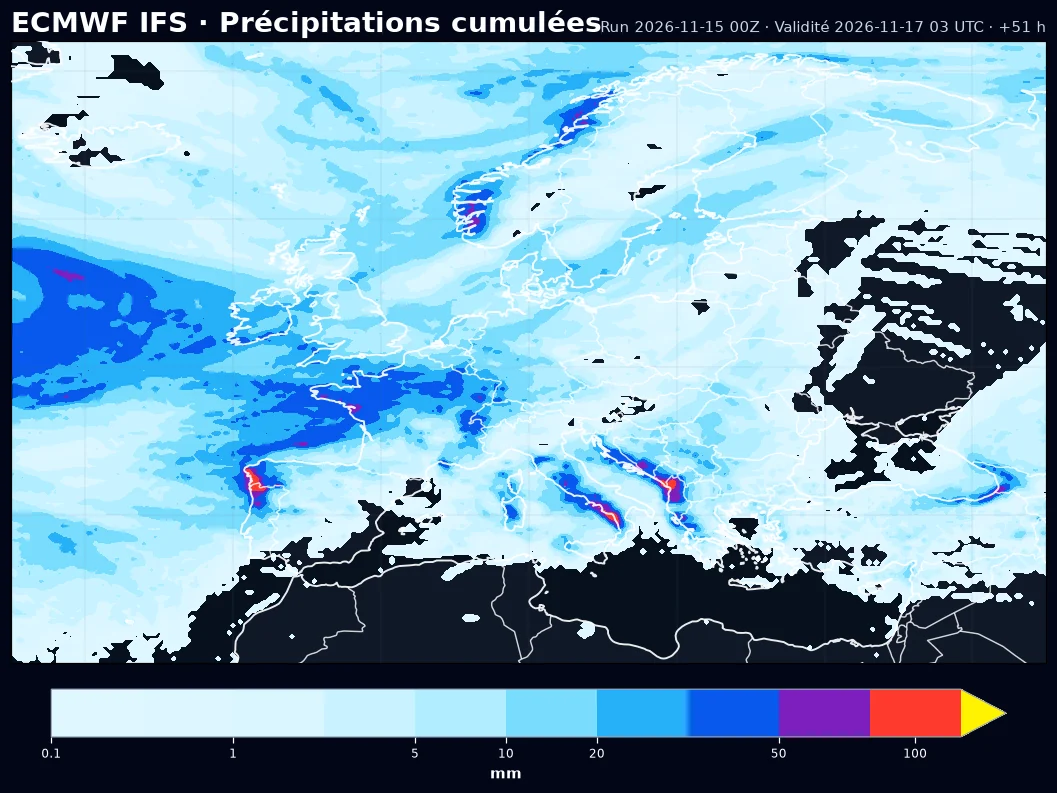 ECMWF IFS · Précipitations cumulées
Run 2026-11-15 00Z · Validité 2026-11-17 03 UTC · +51 h
0.1 1 5 10 20 50 100
mm